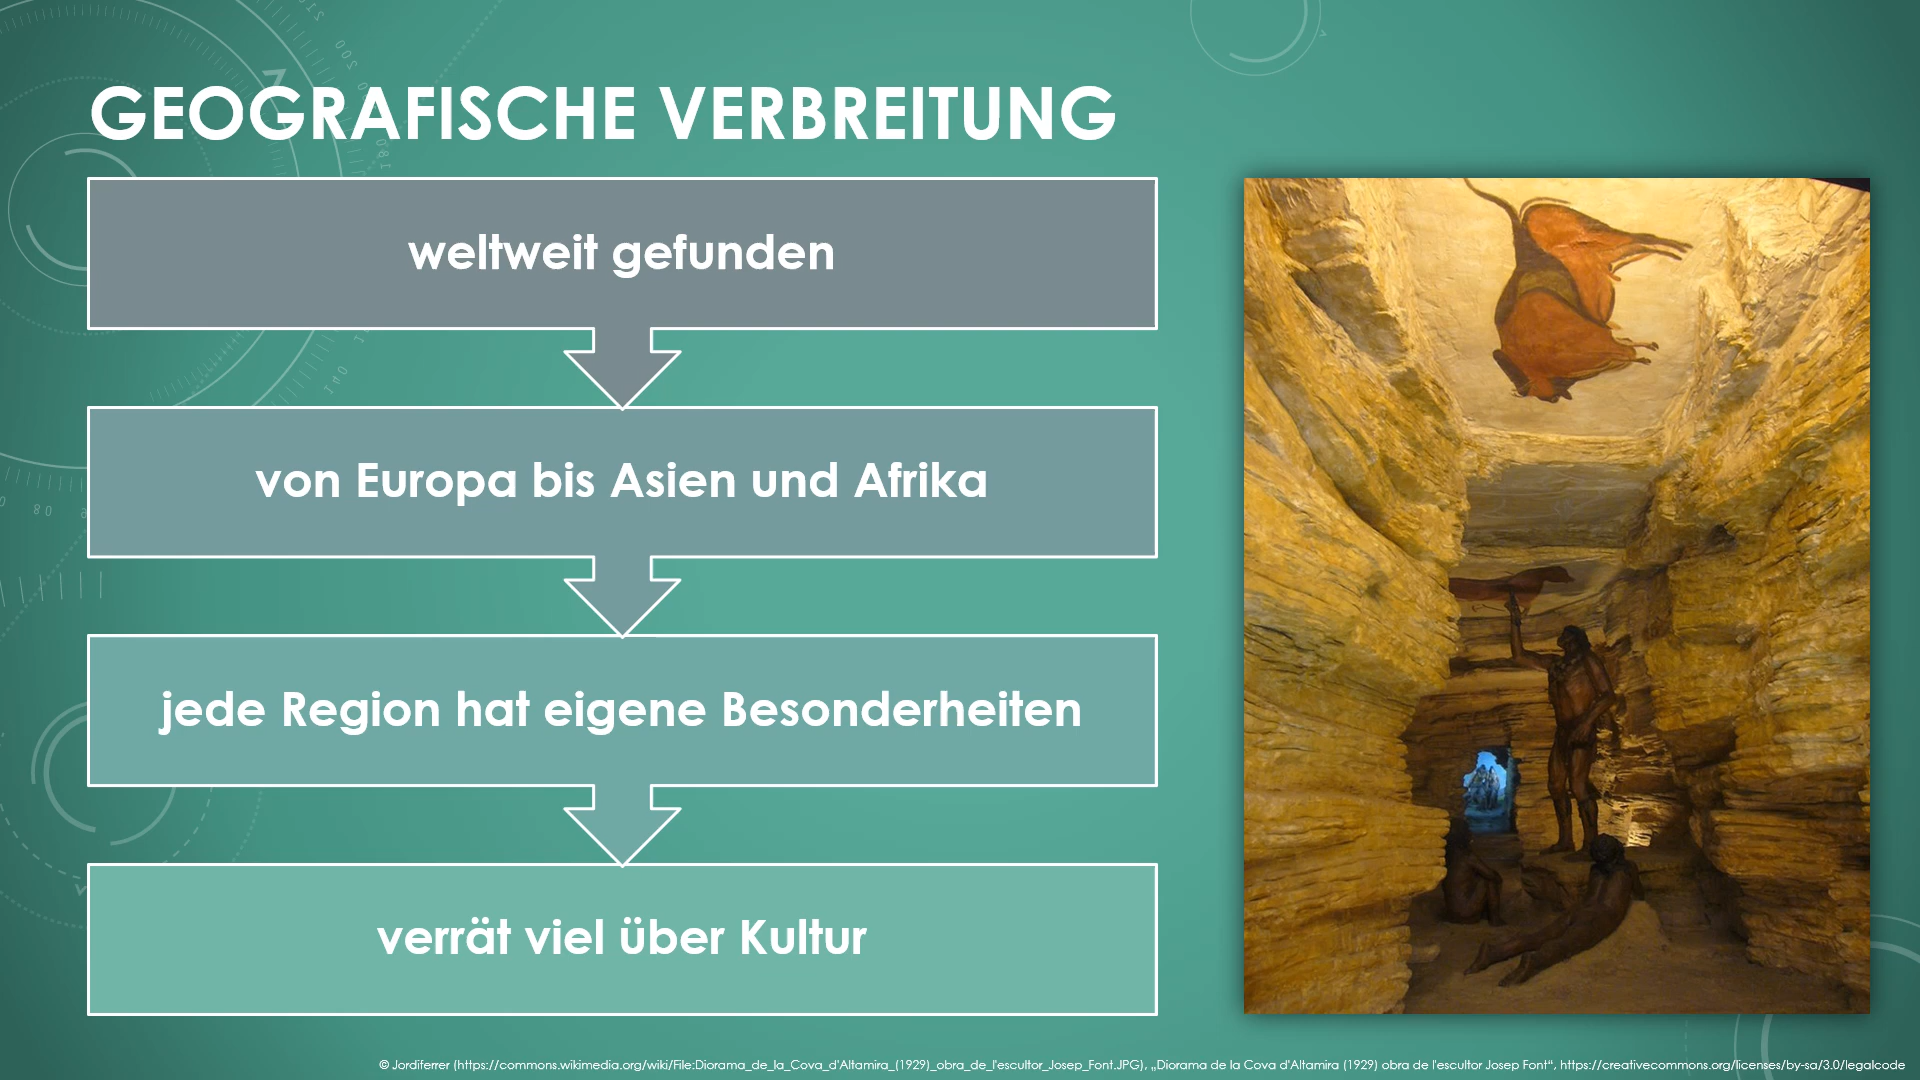 GEOGRAFISCHE VERBREITUNG
weltweit gefunden
von Europa bis Asien und Afrika
jede Region hat eigene Besonderheiten
verrät viel über Kultur
© Jordiferrer (https://commons.wikimedia.org/wiki/File:Diorama_de_la_Cova_d'Altamira_(1929)_obra_de_l'escultor_Josep_Font.JPG), „Diorama de la Cova d'Altamira (1929) obra de l'escultor Josep Font“, https://creativecommons.org/licenses/by-sa/3.0/legalcode